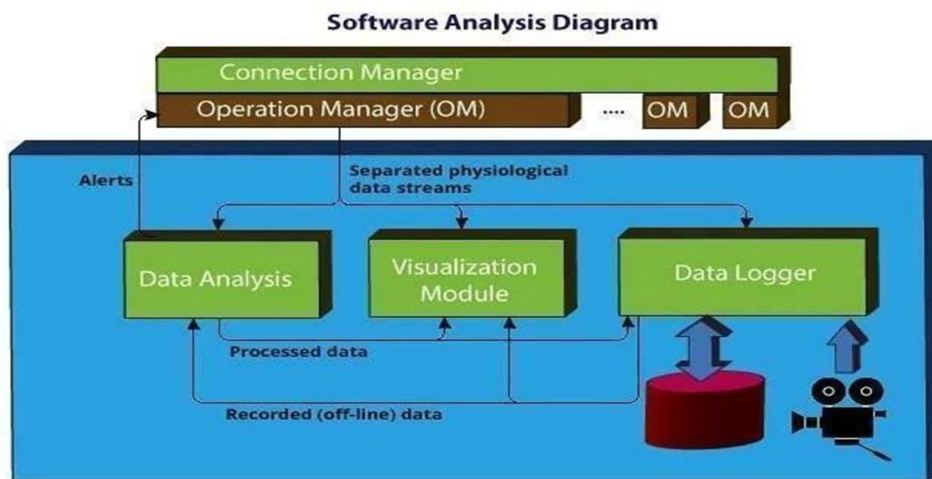 Software Analysis Diagram
Connection Manager
Operation Manager (OM)
....
OM
OM
Alerts
Separated physiological
data streams
Data Analysis
Visualization
Module
Data Logger
Processed data
Recorded (off-line) data